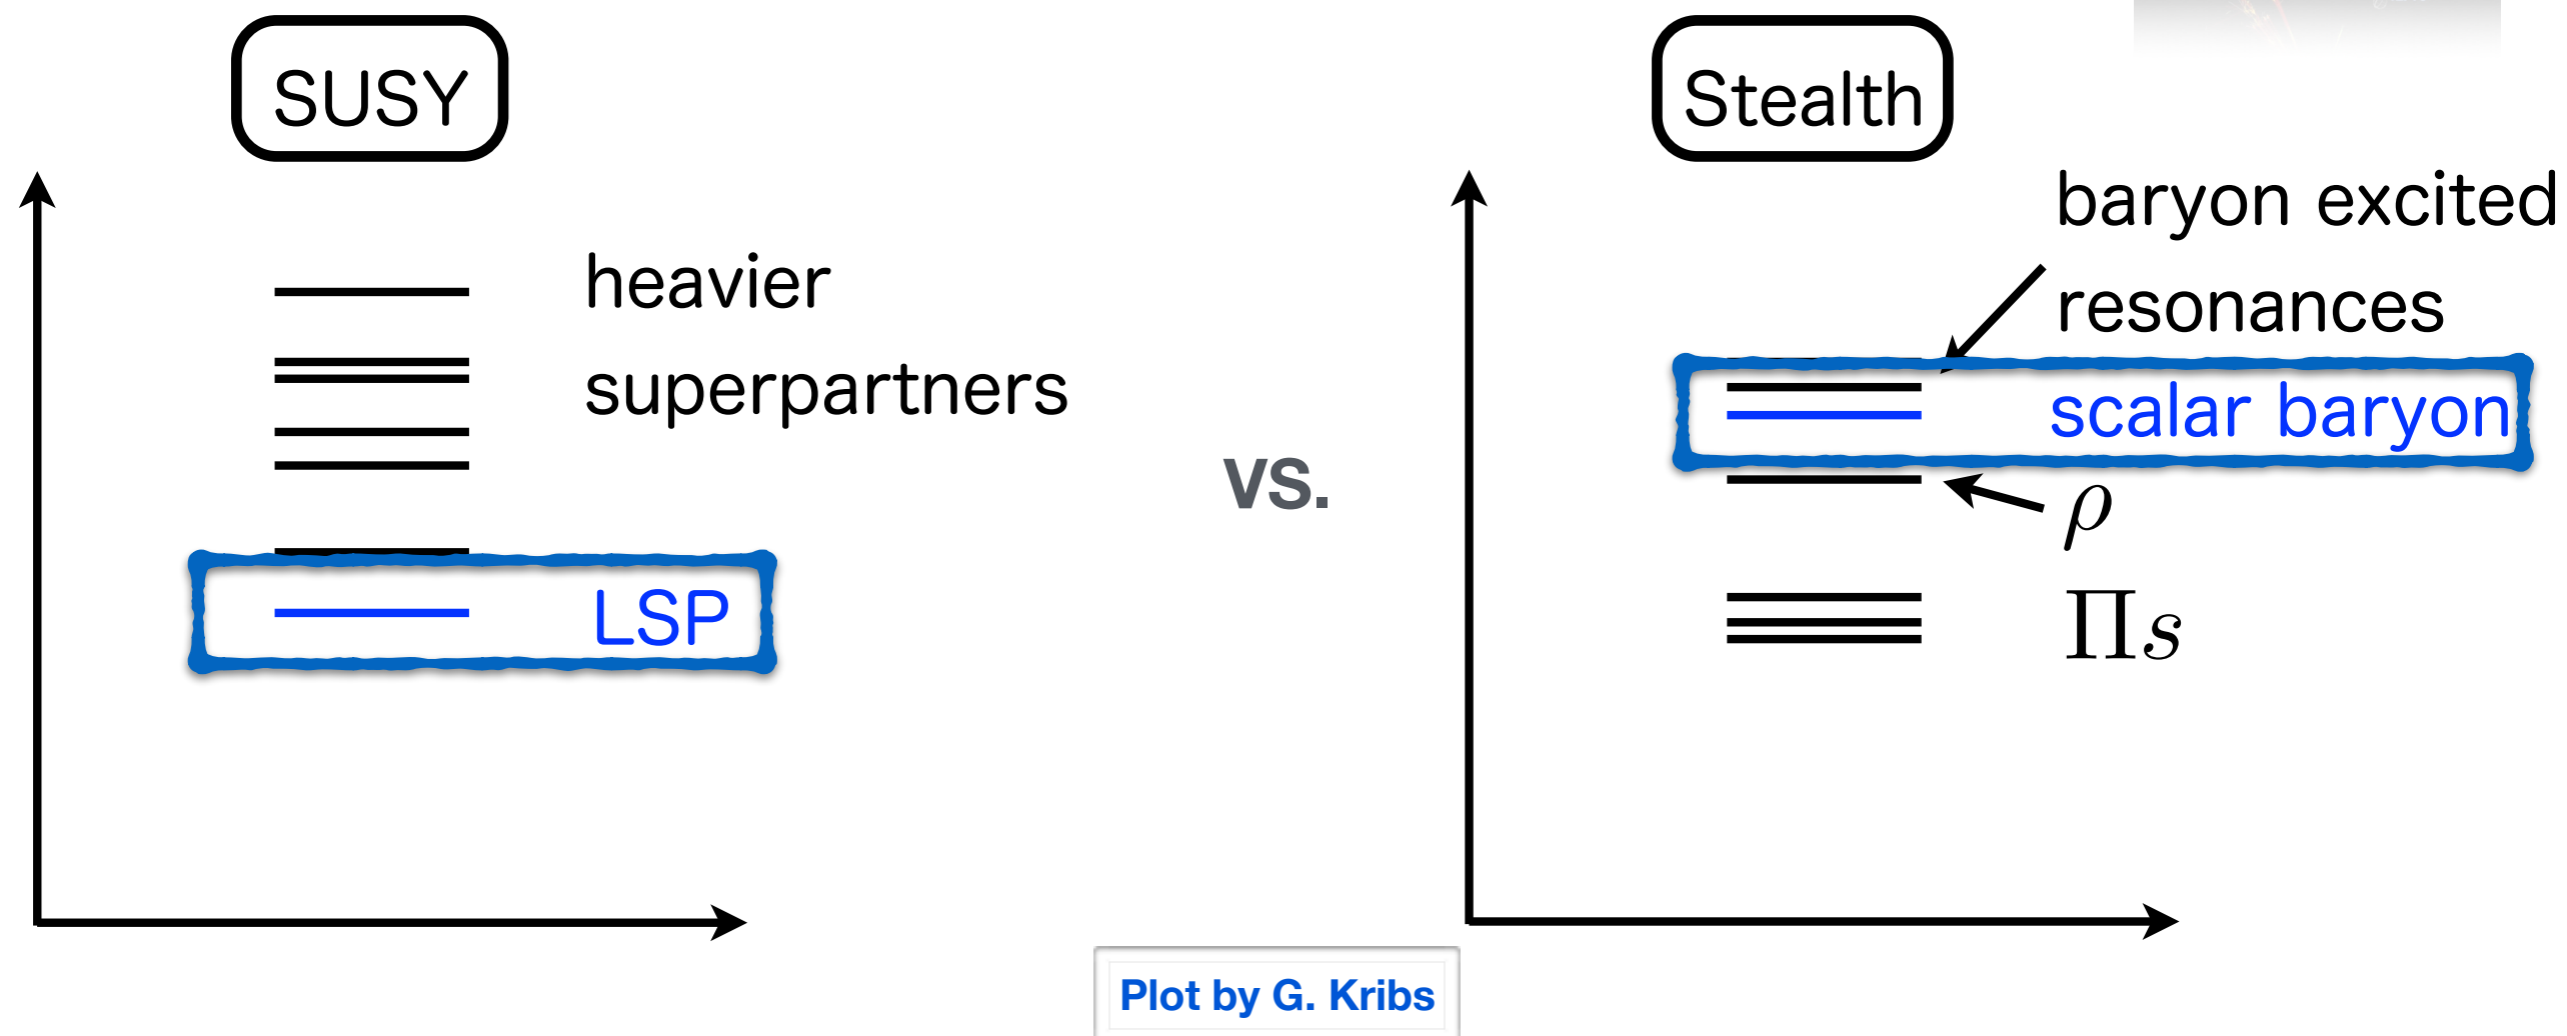 SUSY
heavier
superpartners
LSP
vs.
Stealth
baryon excited
resonances
scalar baryon
ρ
Πs
Plot by G. Kribs